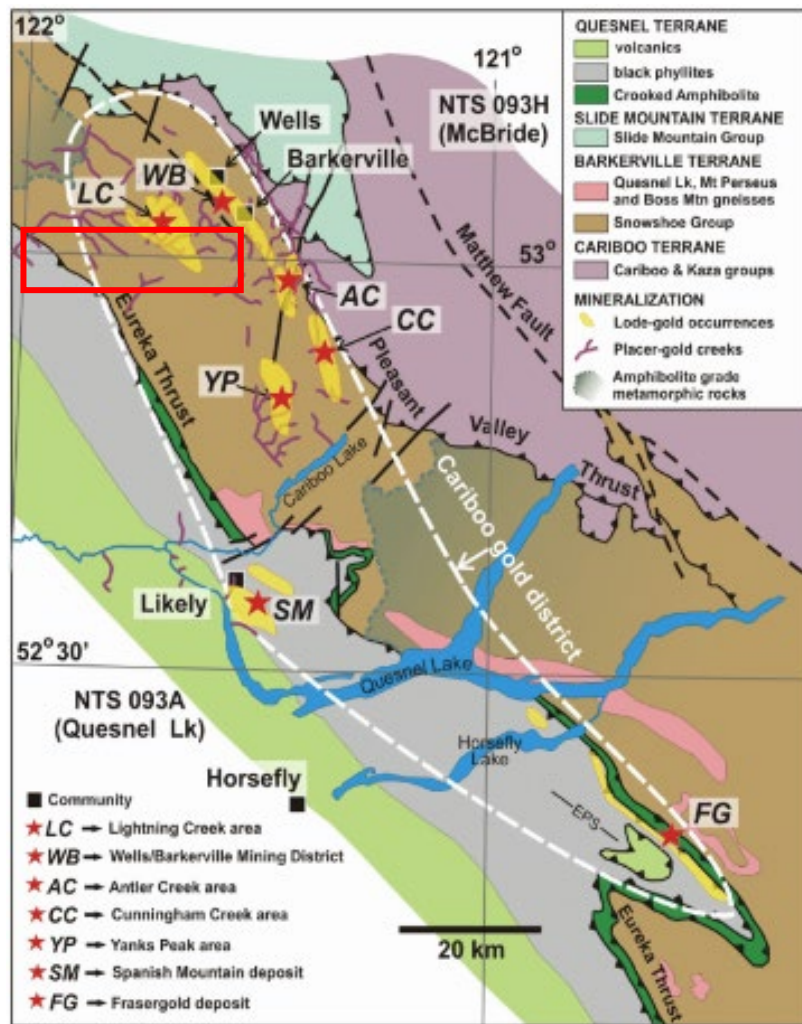 122°
121°
NTS 093H
(McBride)
Wells
Barkerville
WB
LC
53°
Matthew Fault
AC
CC
Eureka Thrust
YP
Pleasant
Valley
Thrust
Cariboo Lake
Cariboo gold district
Likely
SM
52°30'
Quesnel Lake
NTS 093A
(Quesnel Lk)
Horsefly
Lake
Horsefly
EPS
FG
Eureka Thrust
20 km
QUESNEL TERRANE
volcanics
black phyllites
Crooked Amphibolite
SLIDE MOUNTAIN TERRANE
Slide Mountain Group
BARKERVILLE TERRANE
Quesnel Lk, Mt Perseus
and Boss Mtn gneisses
Snowshoe Group
CARIBOO TERRANE
Cariboo & Kaza groups
MINERALIZATION
Lode-gold occurrences
Placer-gold creeks
Amphibolite grade
metamorphic rocks
Community
LC → Lightning Creek area
WB → Wells/Barkerville Mining District
AC → Antler Creek area
CC → Cunningham Creek area
YP → Yanks Peak area
SM → Spanish Mountain deposit
FG → Frasergold deposit